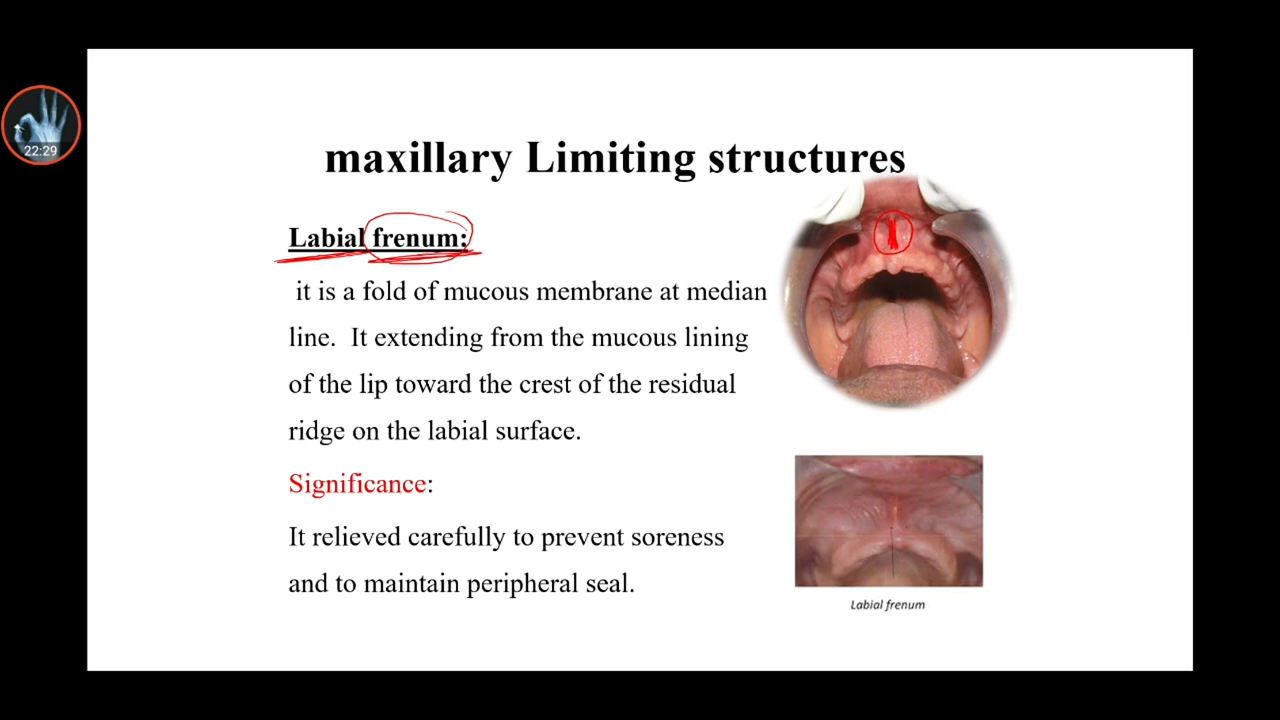 22:29
maxillary Limiting structures
Labial frenum:
it is a fold of mucous membrane at median
line. It extending from the mucous lining
of the lip toward the crest of the residual
ridge on the labial surface.
Significance:
It relieved carefully to prevent soreness
and to maintain peripheral seal.
Labial frenum